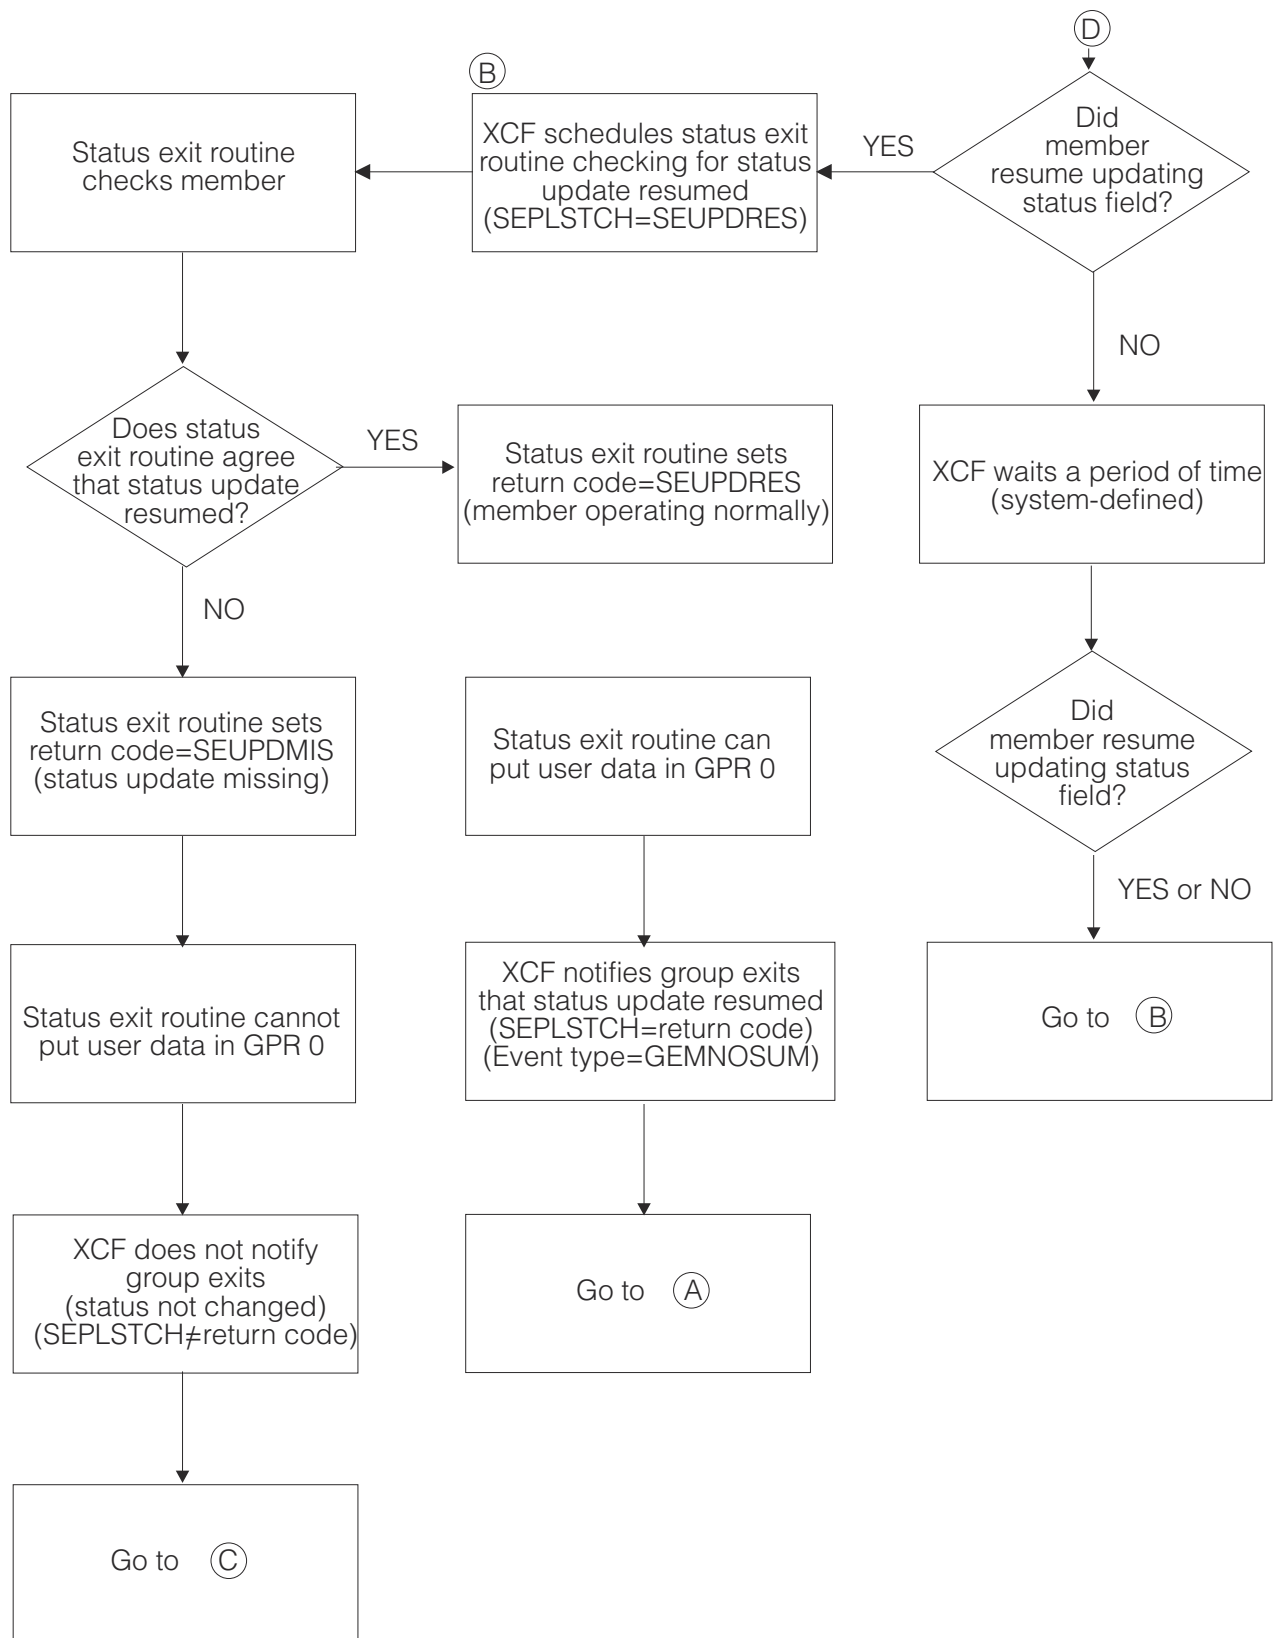 D
B
Did
member
resume updating
status field?
YES
XCF schedules status exit
routine checking for status
update resumed
(SEPLSTCH=SEUPDRES)
Status exit routine
checks member
NO
Does status
exit routine agree
that status update
resumed?
YES
Status exit routine sets
return code=SEUPDRES
(member operating normally)
XCF waits a period of time
(system-defined)
NO
Status exit routine sets
return code=SEUPDMIS
(status update missing)
Status exit routine can
put user data in GPR 0
Did
member resume
updating status
field?
YES or NO
Status exit routine cannot
put user data in GPR 0
XCF notifies group exits
that status update resumed
(SEPLSTCH=return code)
(Event type=GEMNOSUM)
Go to B
XCF does not notify
group exits
(status not changed)
(SEPLSTCH≠return code)
Go to A
Go to C